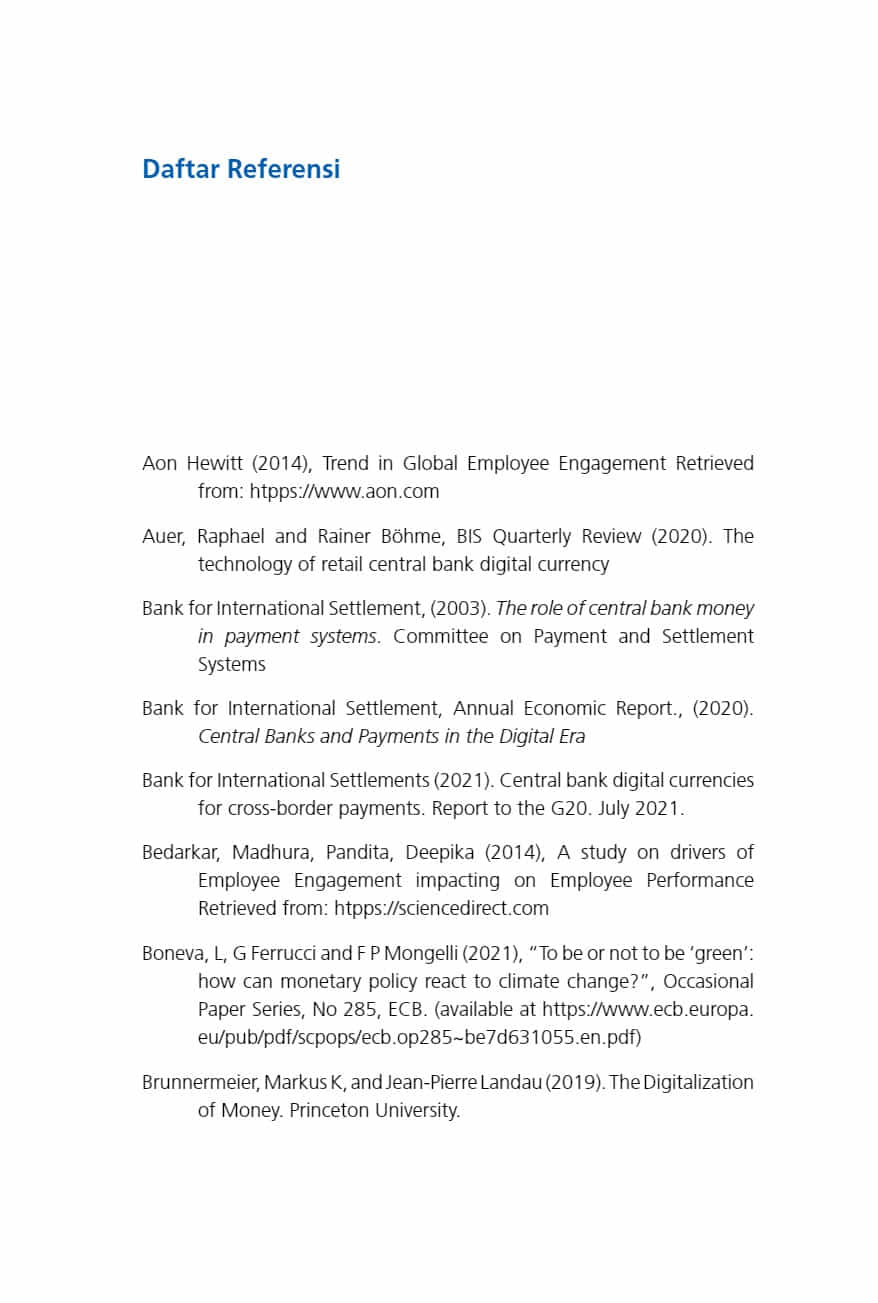 Daftar Referensi
Aon Hewitt (2014), Trend in Global Employee Engagement Retrieved
from: htpps://www.aon.com
Auer, Raphael and Rainer Böhme, BIS Quarterly Review (2020). The
technology of retail central bank digital currency
Bank for International Settlement, (2003). The role of central bank money
in payment systems. Committee on Payment and Settlement
Systems
Bank for International Settlement, Annual Economic Report., (2020).
Central Banks and Payments in the Digital Era
Bank for International Settlements (2021). Central bank digital currencies
for cross-border payments. Report to the G20. July 2021.
Bedarkar, Madhura, Pandita, Deepika (2014), A study on drivers of
Employee Engagement impacting on Employee Performance
Retrieved from: htpps://sciencedirect.com
Boneva, L, G Ferrucci and F P Mongelli (2021), “To be or not to be ‘green’:
how can monetary policy react to climate change?”, Occasional
Paper Series, No 285, ECB. (available at https://www.ecb.europa.
eu/pub/pdf/scpops/ecb.op285~be7d631055.en.pdf)
Brunnermeier, Markus K, and Jean-Pierre Landau (2019). The Digitalization
of Money. Princeton University.